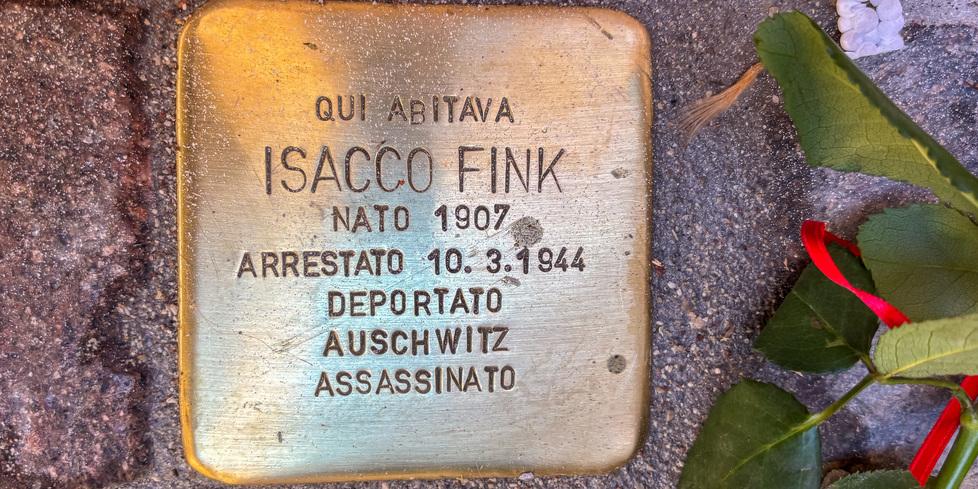 QUI ABITAVA
ISACCO FINK
NATO 1907
ARRESTATO 10. 3. 1944
DEPORTATO
AUSCHWITZ
ASSASSINATO